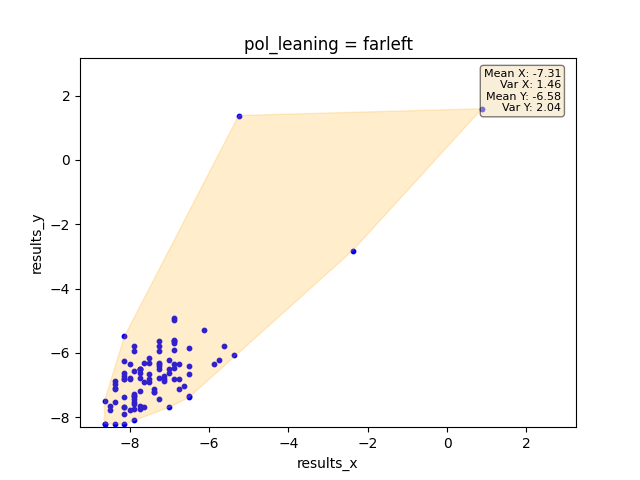 pol_leaning = farleft
Mean X: -7.31
Var X: 1.46
Mean Y: -6.58
Var Y: 2.04
2
0
−2
−4
−6
−8
results_y
−8 −6 −4 −2 0 2
results_x